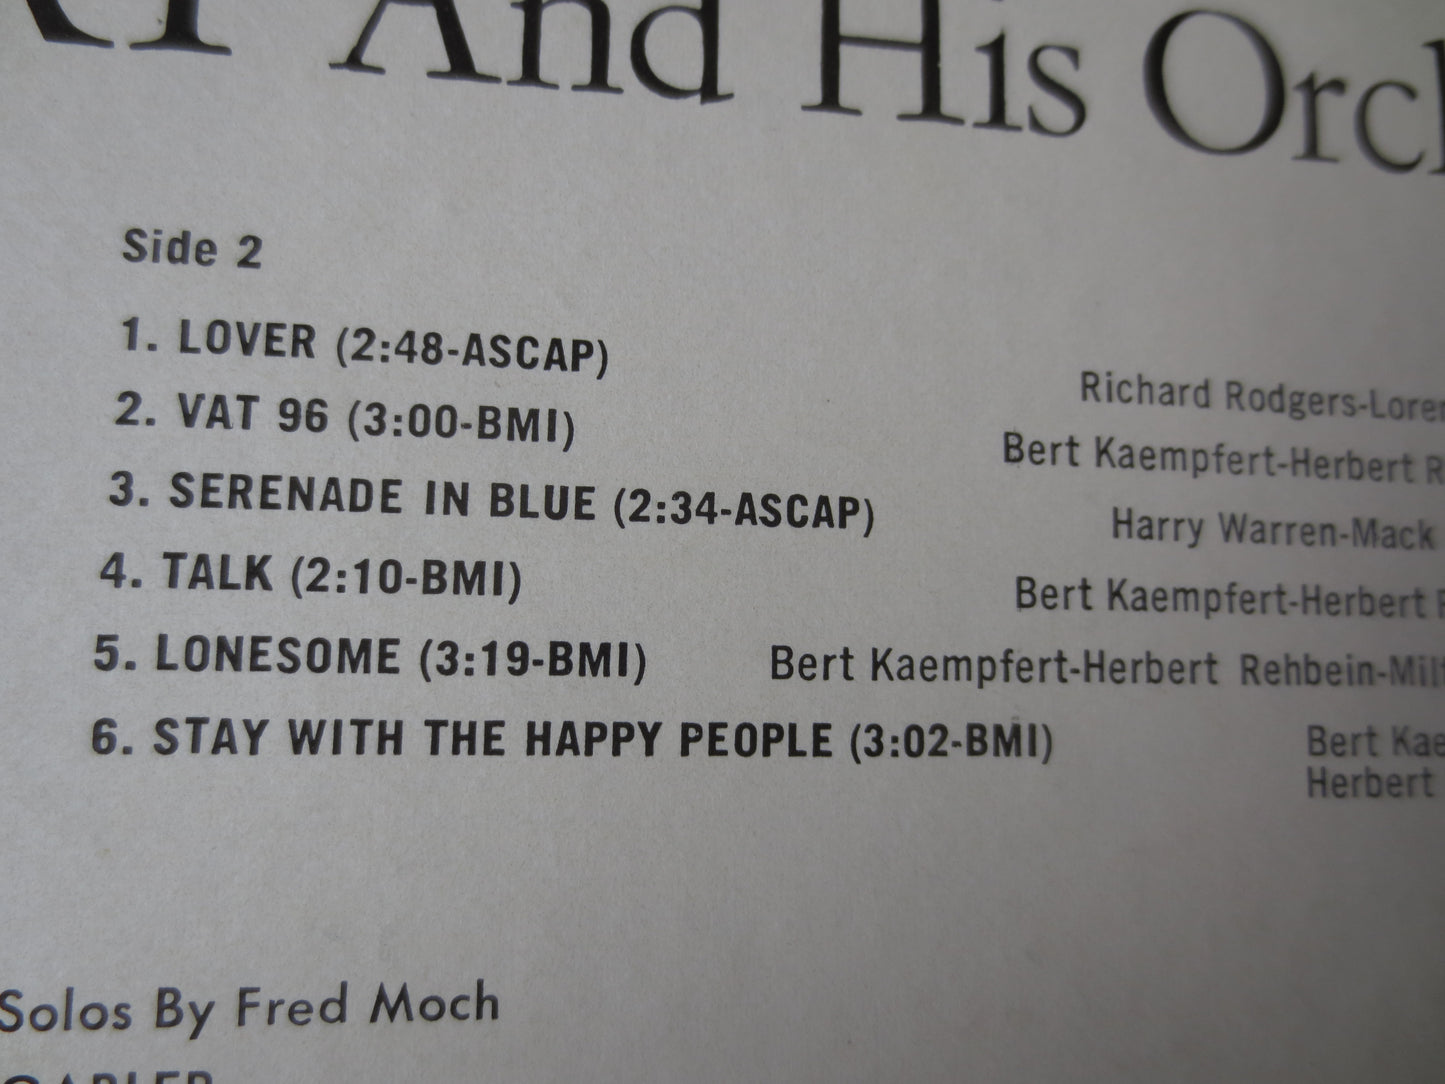 And His Orch
Side 2
1. LOVER (2:48-ASCAP) Richard Rodgers-Loren
2. VAT 96 (3:00-BMI) Bert Kaempfert-Herbert R
3. SERENADE IN BLUE (2:34-ASCAP) Harry Warren-Mack
4. TALK (2:10-BMI) Bert Kaempfert-Herbert
5. LONESOME (3:19-BMI) Bert Kaempfert-Herbert Rehbein-Milt
6. STAY WITH THE HAPPY PEOPLE (3:02-BMI) Bert Kae
Herbert
Solos By Fred Moch